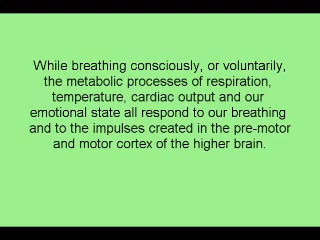 While breathing consciously, or voluntarily,
the metabolic processes of respiration,
temperature, cardiac output and our
emotional state all respond to our breathing
and to the impulses created in the pre-motor
and motor cortex of the higher brain.